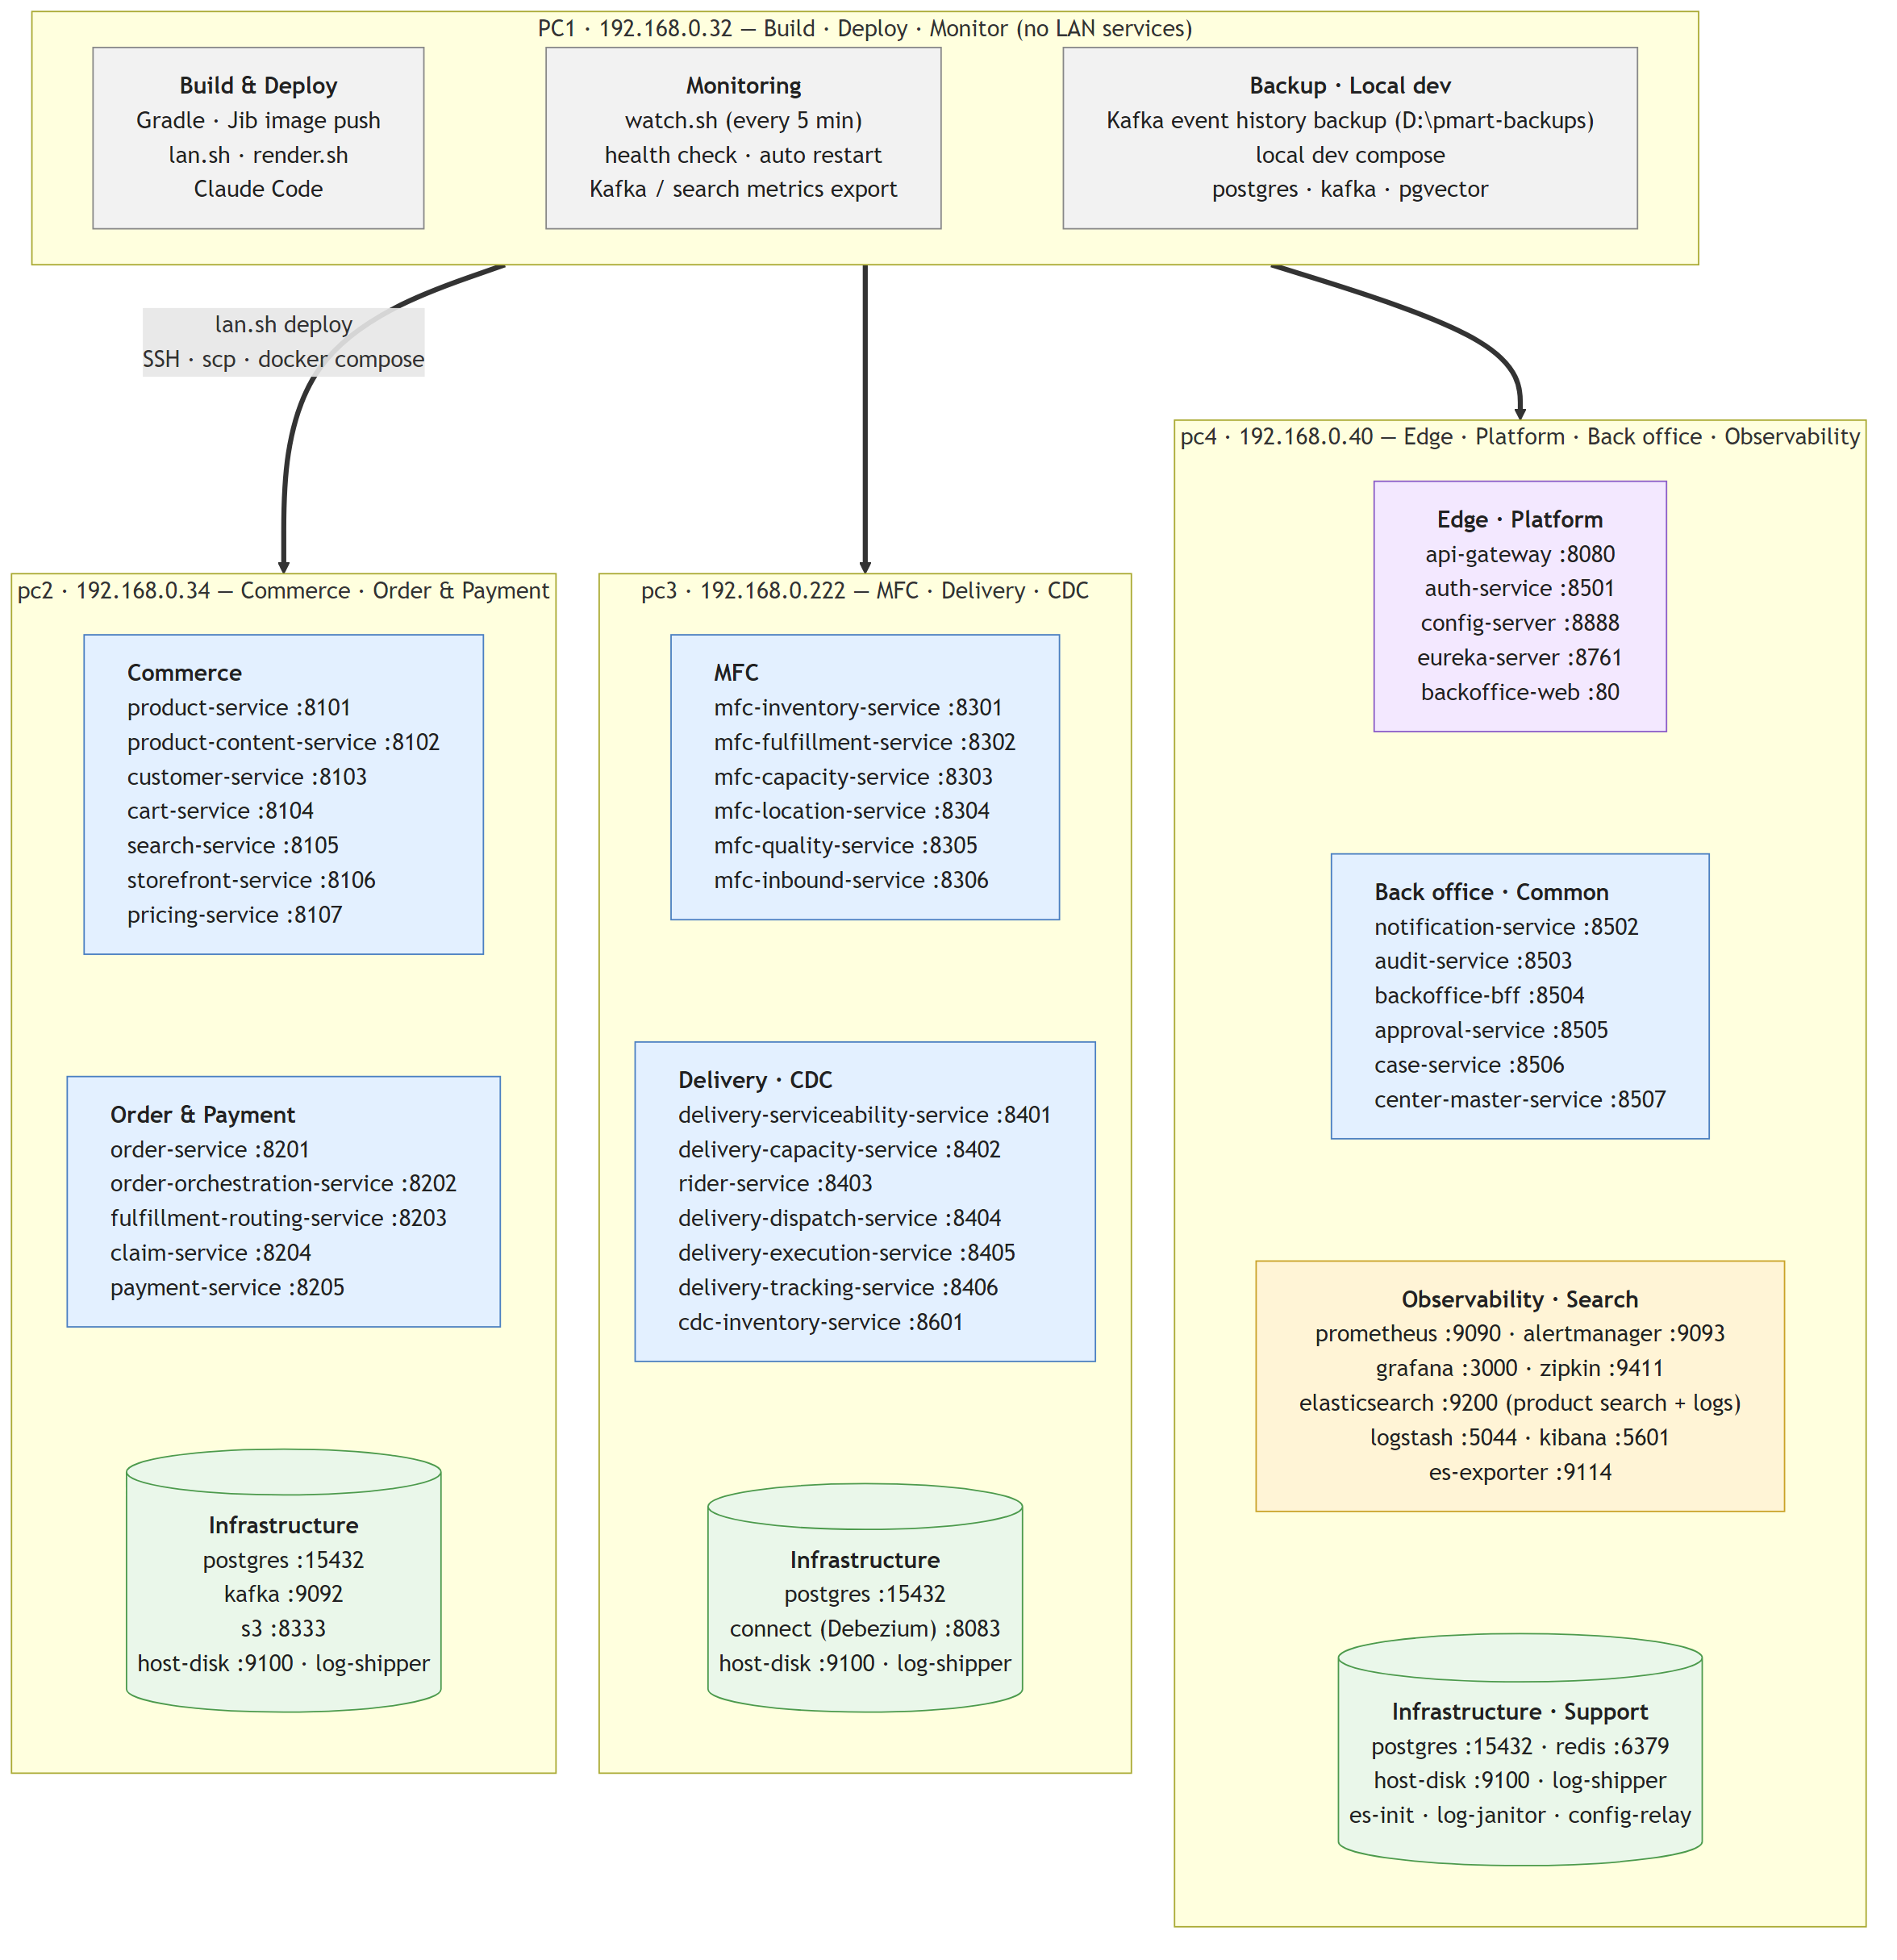 PC1 · 192.168.0.32 — Build · Deploy · Monitor (no LAN services)
Build & Deploy
Gradle · Jib image push
lan.sh · render.sh
Claude Code
Monitoring
watch.sh (every 5 min)
health check · auto restart
Kafka / search metrics export
Backup · Local dev
Kafka event history backup (D:\pmart-backups)
local dev compose
postgres · kafka · pgvector
lan.sh deploy
SSH · scp · docker compose
pc2 · 192.168.0.34 — Commerce · Order & Payment
Commerce
product-service :8101
product-content-service :8102
customer-service :8103
cart-service :8104
search-service :8105
storefront-service :8106
pricing-service :8107
Order & Payment
order-service :8201
order-orchestration-service :8202
fulfillment-routing-service :8203
claim-service :8204
payment-service :8205
Infrastructure
postgres :15432
kafka :9092
s3 :8333
host-disk :9100 · log-shipper
pc3 · 192.168.0.222 — MFC · Delivery · CDC
MFC
mfc-inventory-service :8301
mfc-fulfillment-service :8302
mfc-capacity-service :8303
mfc-location-service :8304
mfc-quality-service :8305
mfc-inbound-service :8306
Delivery · CDC
delivery-serviceability-service :8401
delivery-capacity-service :8402
rider-service :8403
delivery-dispatch-service :8404
delivery-execution-service :8405
delivery-tracking-service :8406
cdc-inventory-service :8601
Infrastructure
postgres :15432
connect (Debezium) :8083
host-disk :9100 · log-shipper
pc4 · 192.168.0.40 — Edge · Platform · Back office · Observability
Edge · Platform
api-gateway :8080
auth-service :8501
config-server :8888
eureka-server :8761
backoffice-web :80
Back office · Common
notification-service :8502
audit-service :8503
backoffice-bff :8504
approval-service :8505
case-service :8506
center-master-service :8507
Observability · Search
prometheus :9090 · alertmanager :9093
grafana :3000 · zipkin :9411
elasticsearch :9200 (product search + logs)
logstash :5044 · kibana :5601
es-exporter :9114
Infrastructure · Support
postgres :15432 · redis :6379
host-disk :9100 · log-shipper
es-init · log-janitor · config-relay